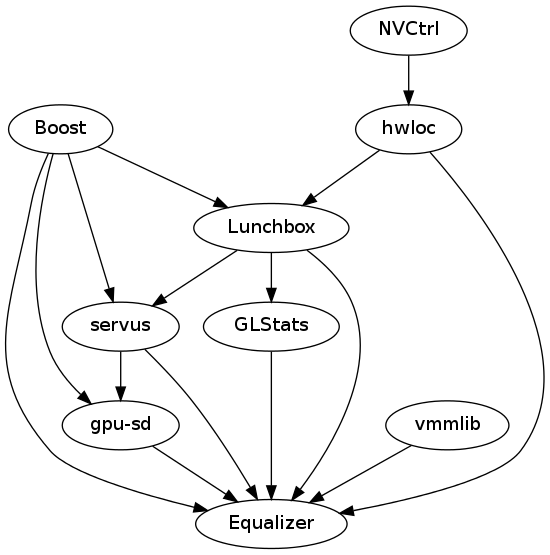 NVCtrl
Boost
hwloc
Lunchbox
servus
GLStats
gpu-sd
vmmlib
Equalizer